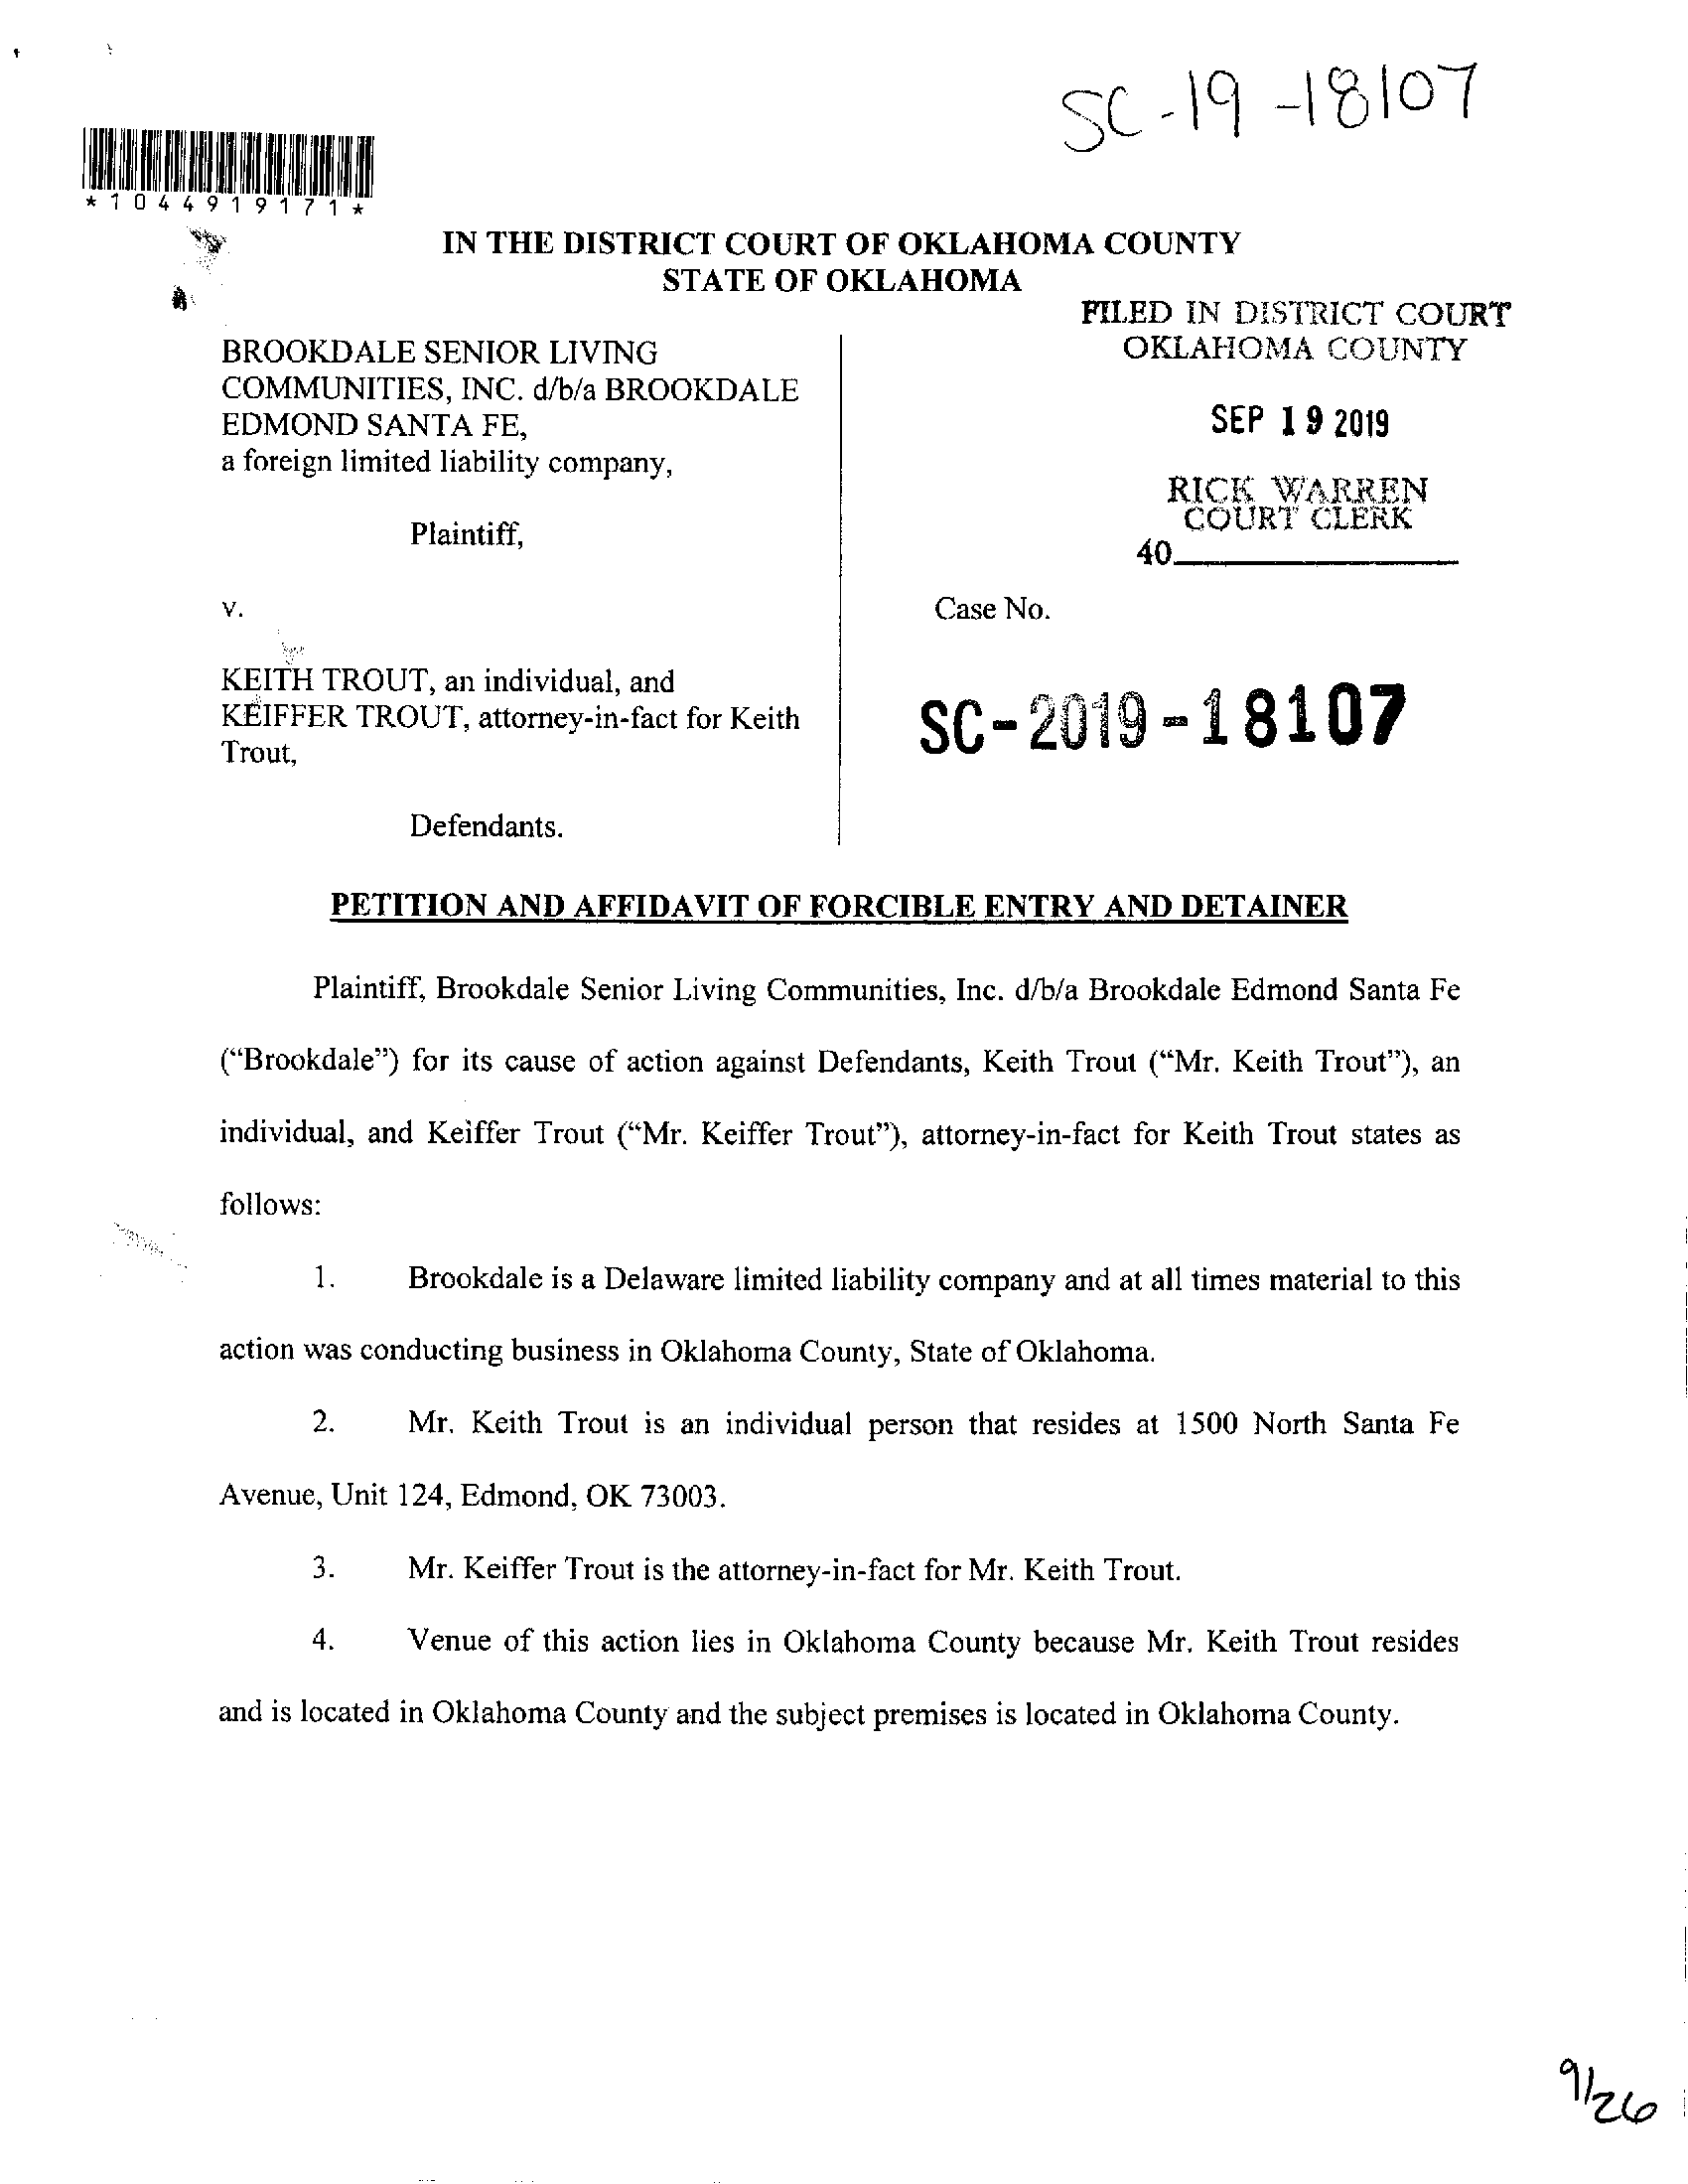 SC-19-18107
*1044919171*
IN THE DISTRICT COURT OF OKLAHOMA COUNTY
STATE OF OKLAHOMA
FILED IN DISTRICT COURT
OKLAHOMA COUNTY
SEP 19 2019
RICK WARREN
COURT CLERK
40
BROOKDALE SENIOR LIVING
COMMUNITIES, INC. d/b/a BROOKDALE
EDMOND SANTA FE,
a foreign limited liability company,
Plaintiff,
v.
Case No.
SC-2019-18107
KEITH TROUT, an individual, and
KEIFFER TROUT, attorney-in-fact for Keith
Trout,
Defendants.
PETITION AND AFFIDAVIT OF FORCIBLE ENTRY AND DETAINER
Plaintiff, Brookdale Senior Living Communities, Inc. d/b/a Brookdale Edmond Santa Fe
(“Brookdale”) for its cause of action against Defendants, Keith Trout (“Mr. Keith Trout”), an
individual, and Keiffer Trout (“Mr. Keiffer Trout”), attorney-in-fact for Keith Trout states as
follows:
1. Brookdale is a Delaware limited liability company and at all times material to this
action was conducting business in Oklahoma County, State of Oklahoma.
2. Mr. Keith Trout is an individual person that resides at 1500 North Santa Fe
Avenue, Unit 124, Edmond, OK 73003.
3. Mr. Keiffer Trout is the attorney-in-fact for Mr. Keith Trout.
4. Venue of this action lies in Oklahoma County because Mr. Keith Trout resides
and is located in Oklahoma County and the subject premises is located in Oklahoma County.
9/26